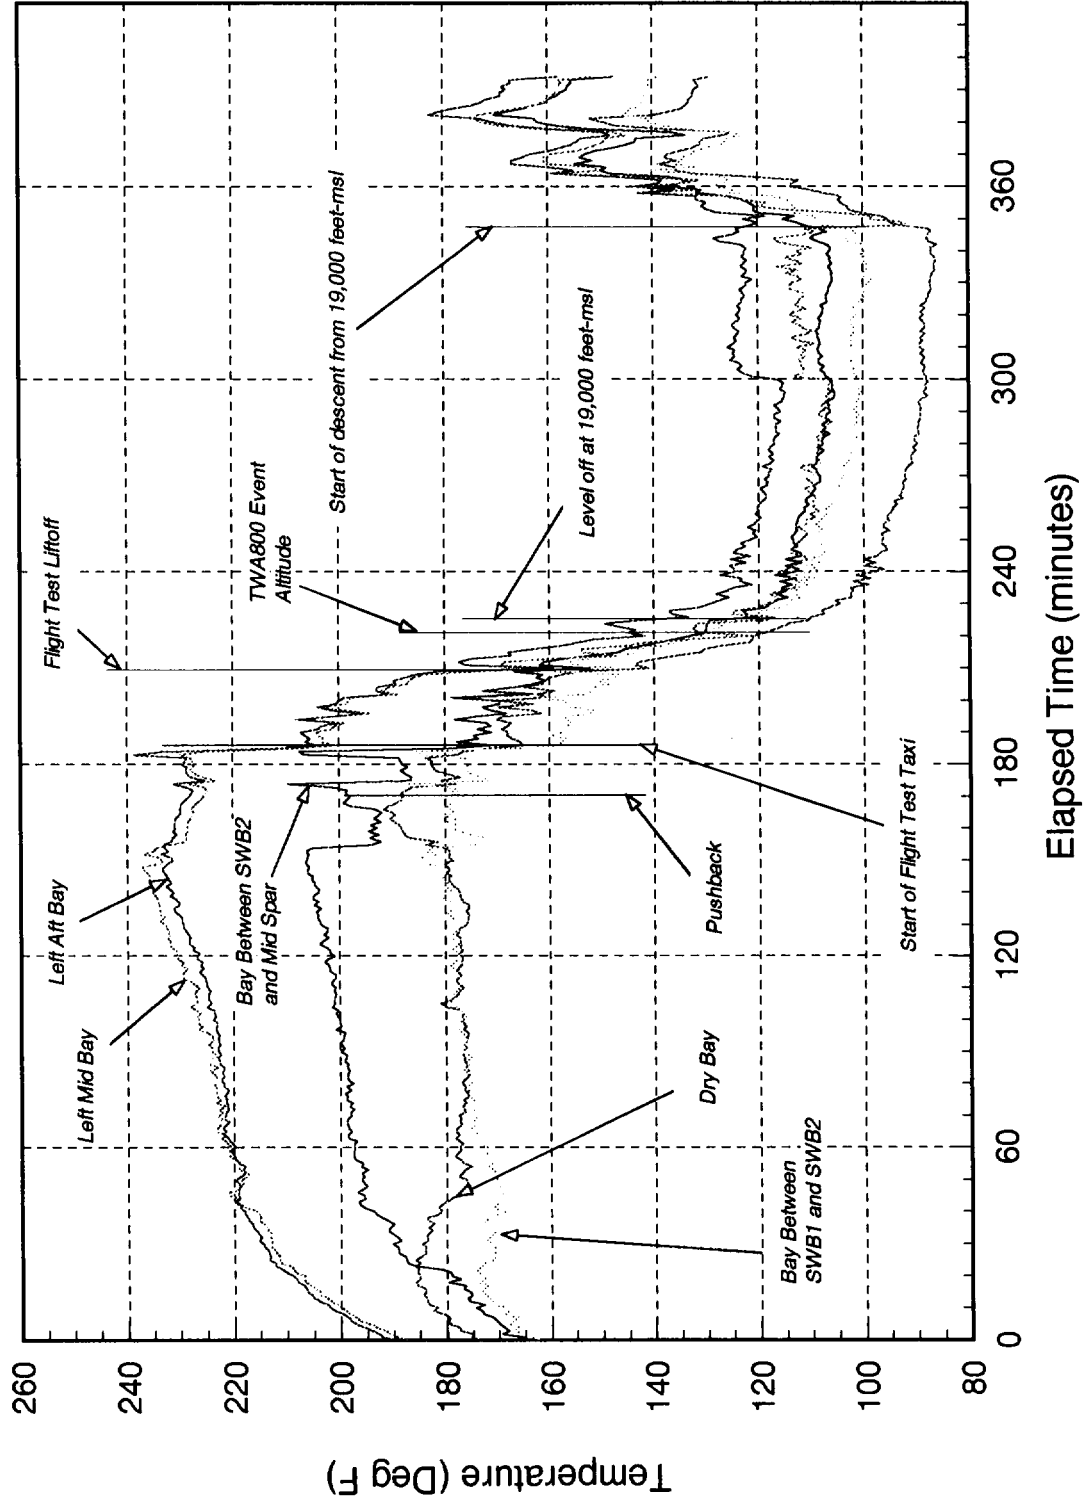 260
240
220
200
180
160
140
120
100
80
Temperature (Deg F)
0
60
120
180
240
300
360
Elapsed Time (minutes)
Left Mid Bay
Left Aft Bay
Bay Between SWB2
and Mid Spar
Flight Test Liftoff
TWA800 Event
Altitude
Start of descent from 19,000 feet-msl
Level off at 19,000 feet-msl
Pushback
Start of Flight Test Taxi
Dry Bay
Bay Between
SWB1 and SWB2